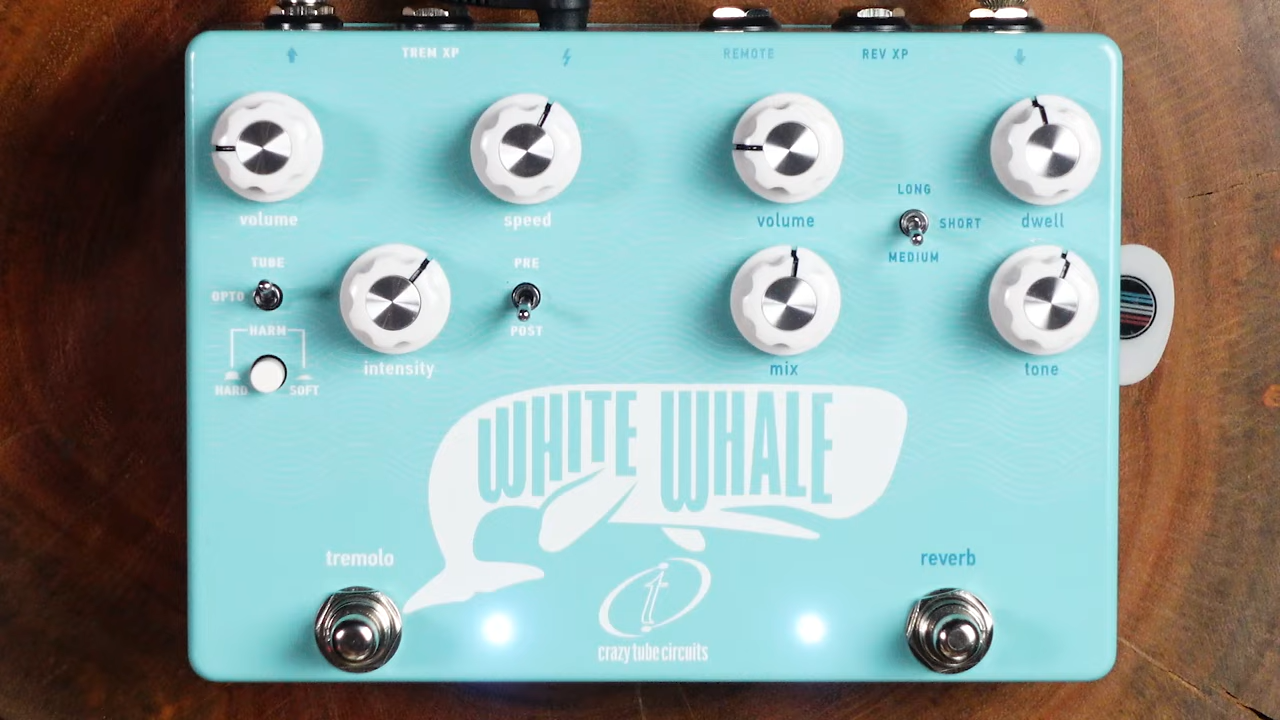 TREM XP
REMOTE
REV XP
volume
speed
volume
dwell
LONG
SHORT
MEDIUM
TUBE
OPTO
HARM
HARD
SOFT
PRE
POST
intensity
mix
tone
WHITE WHALE
tremolo
reverb
crazy tube circuits